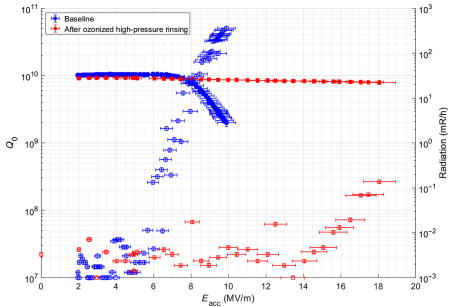 Baseline
After ozonized high-pressure rinsing
10^11
10^10
10^9
10^8
10^7
Q_0
10^3
10^2
10^1
10^0
10^-1
10^-2
10^-3
Radiation (mR/h)
0 2 4 6 8 10 12 14 16 18 20
E_acc (MV/m)